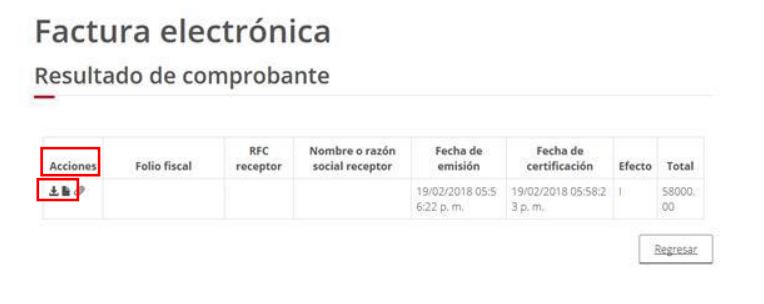 Factura electrónica
Resultado de comprobante
Acciones Folio fiscal RFC receptor Nombre o razón social receptor Fecha de emisión Fecha de certificación Efecto Total
19/02/2018 05:5 19/02/2018 05:58:2 I 58000.
6:22 p. m. 3 p. m. 00
Regresar